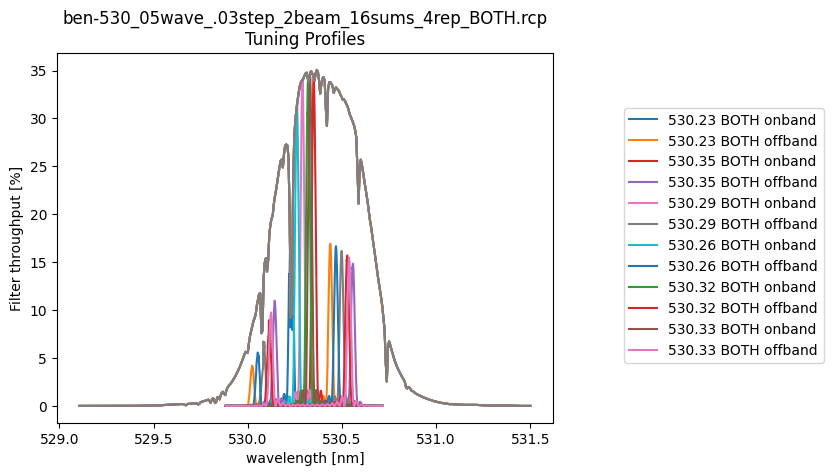 ben-530_05wave_.03step_2beam_16sums_4rep_BOTH.rcp
Tuning Profiles
Filter throughput [%]
35
30
25
20
15
10
5
0
529.0 529.5 530.0 530.5 531.0 531.5
wavelength [nm]
530.23 BOTH onband
530.23 BOTH offband
530.35 BOTH onband
530.35 BOTH offband
530.29 BOTH onband
530.29 BOTH offband
530.26 BOTH onband
530.26 BOTH offband
530.32 BOTH onband
530.32 BOTH offband
530.33 BOTH onband
530.33 BOTH offband